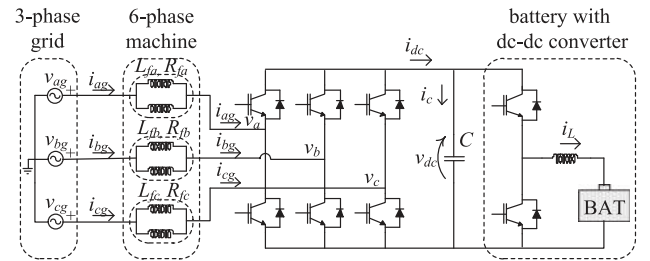 3-phase grid
6-phase machine
battery with dc-dc converter
L_fa R_fa
i_dc
v_ag + i_ag
i_ag v_a
i_c
L_fb R_fb
i_L
v_bg + i_bg
i_bg v_b
v_dc C
L_fc R_fc
i_cg v_c
v_cg + i_cg
BAT